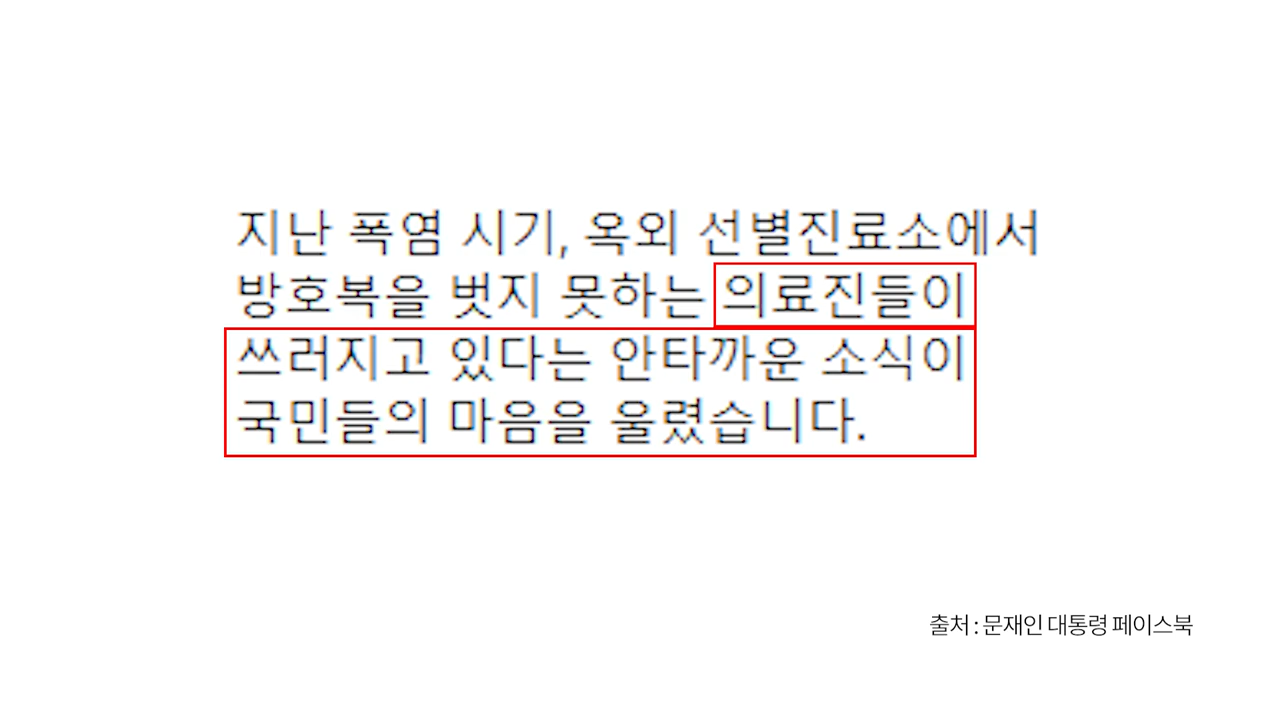 지난 폭염 시기, 옥외 선별진료소에서
방호복을 벗지 못하는 의료진들이
쓰러지고 있다는 안타까운 소식이
국민들의 마음을 울렸습니다.
출처 : 문재인 대통령 페이스북